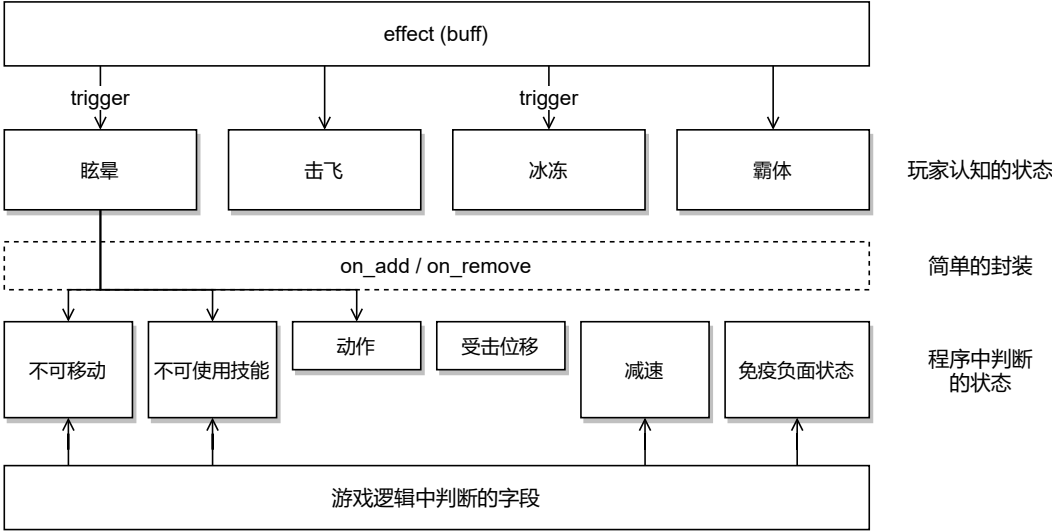 effect (buff)
trigger
trigger
眩晕
击飞
冰冻
霸体
玩家认知的状态
on_add / on_remove
简单的封装
不可移动
不可使用技能
动作
受击位移
减速
免疫负面状态
程序中判断
的状态
游戏逻辑中判断的字段